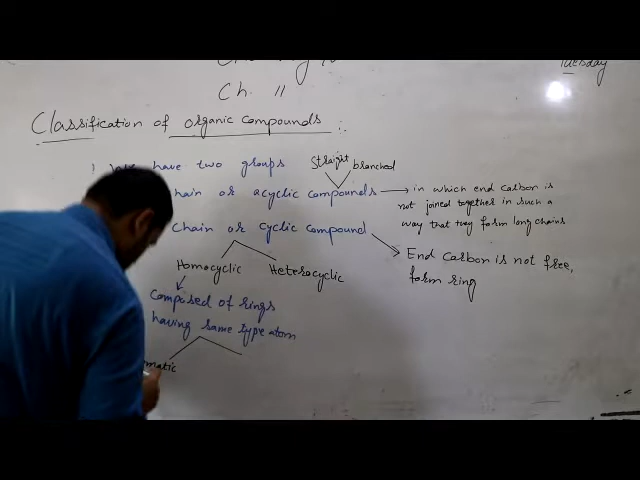 Tuesday
Ch. 11
Classification of organic compounds :.
have two groups
Straight
branched
chain or acyclic compounds → in which end carbon is
not joined together in such a
way that they form long chains
Chain or cyclic compound
End Carbon is not free,
form ring
Homocyclic
Heterocyclic
Composed of rings
having same type atom
matic